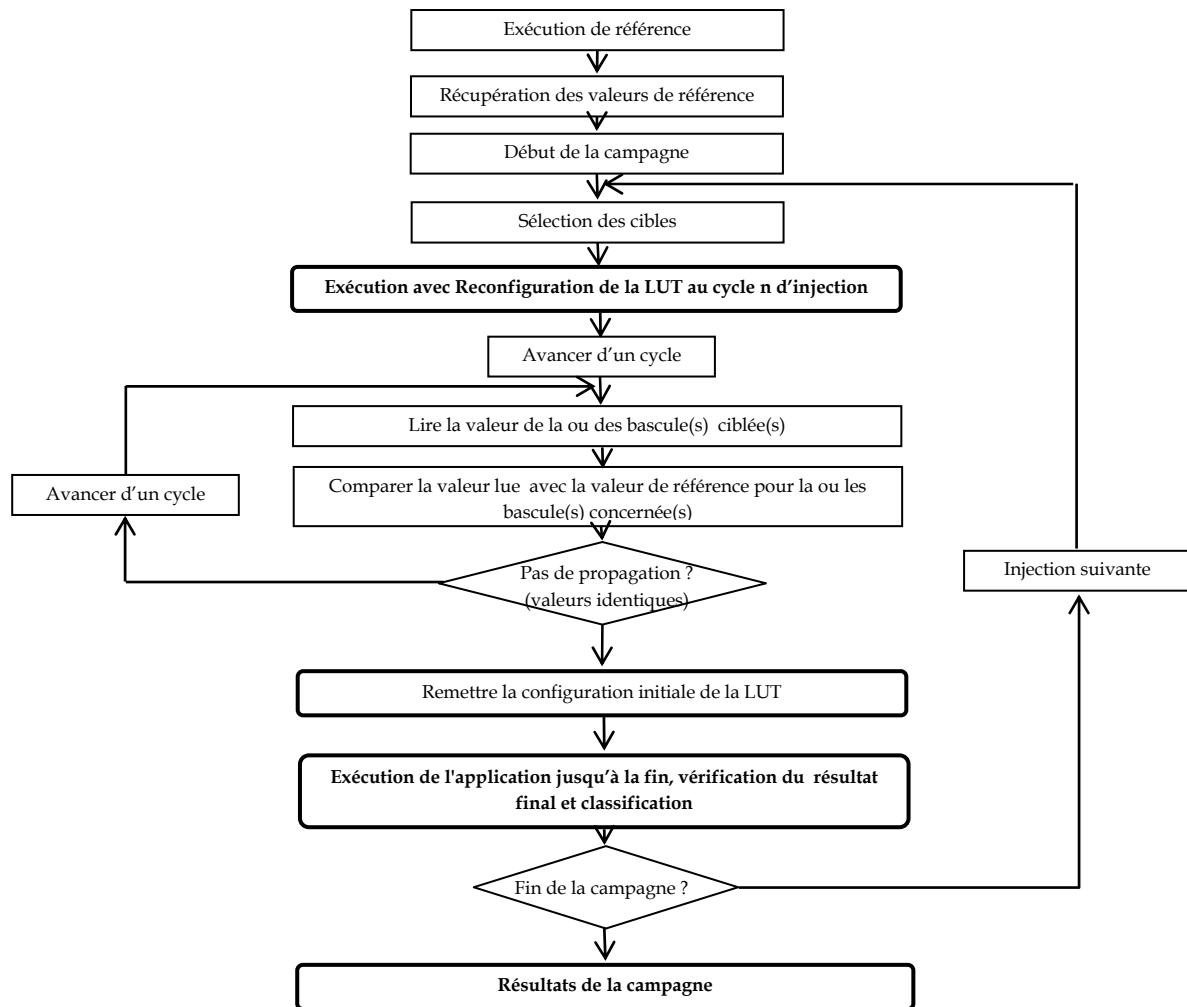 Exécution de référence
Récupération des valeurs de référence
Début de la campagne
Sélection des cibles
Exécution avec Reconfiguration de la LUT au cycle n d'injection
Avancer d'un cycle
Lire la valeur de la ou des bascule(s) ciblée(s)
Avancer d'un cycle
Comparer la valeur lue avec la valeur de référence pour la ou les
bascule(s) concernée(s)
Pas de propagation ?
(valeurs identiques)
Injection suivante
Remettre la configuration initiale de la LUT
Exécution de l'application jusqu'à la fin, vérification du résultat
final et classification
Fin de la campagne ?
Résultats de la campagne